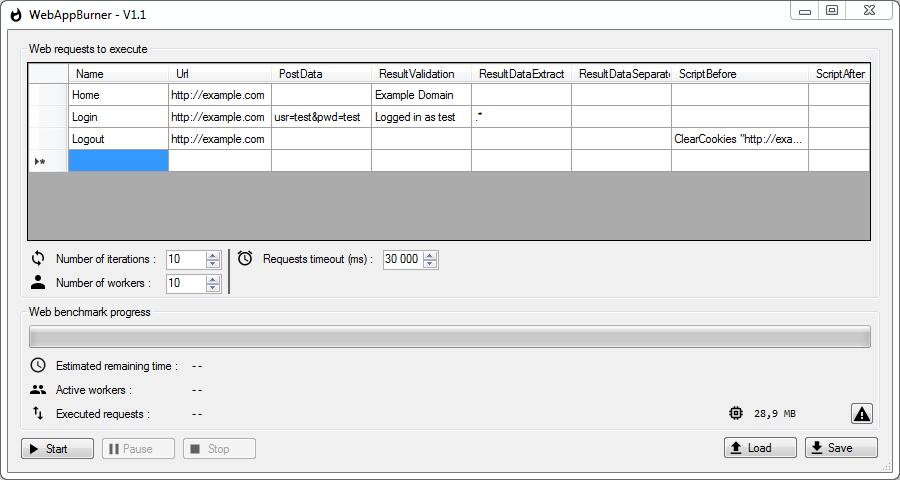 WebAppBurner - V1.1
Web requests to execute
Name Url PostData ResultValidation ResultDataExtract ResultDataSeparat ScriptBefore ScriptAfter
Home http://example.com Example Domain
Login http://example.com usr=test&pwd=test Logged in as test .*
Logout http://example.com ClearCookies "http://exa...
Number of iterations : 10 Requests timeout (ms) : 30 000
Number of workers : 10
Web benchmark progress
Estimated remaining time : --
Active workers : --
Executed requests : -- 28,9 MB
Start Pause Stop Load Save